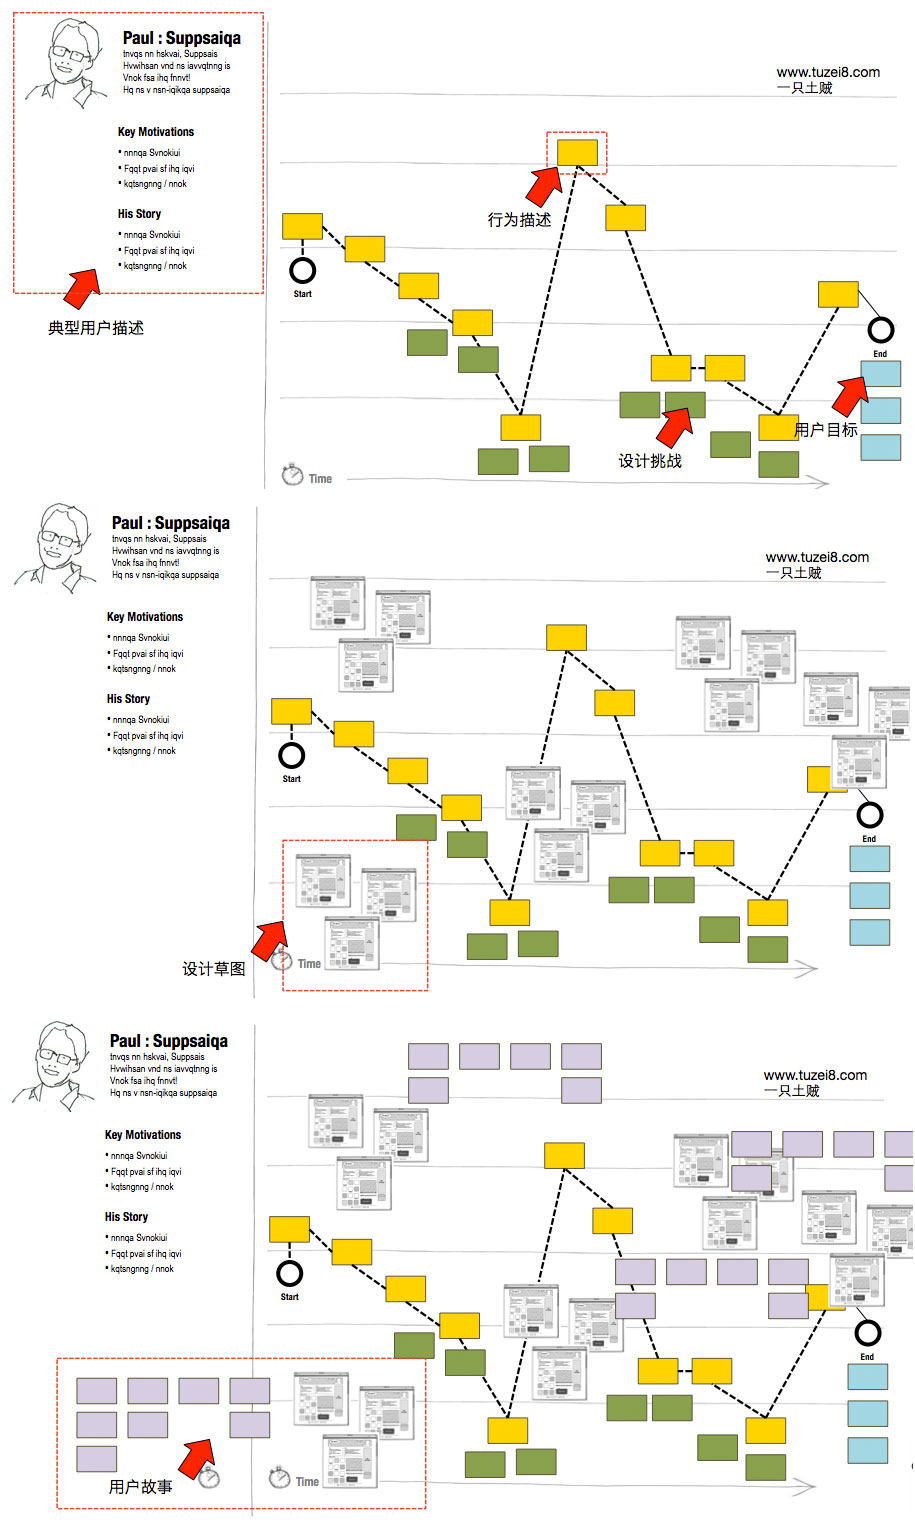 Paul : Suppsaiqa
tnvqs nn hskvai, Suppsais
Hvwihsan vnd ns iavvqtnng is
Vnok fsa ihq fnnvt!
Hq ns v nsn-iqikqa suppsaiqa
Key Motivations
• nnnqa Svnokiui
• Fqqt pvai sf ihq iqvi
• kqtsngnng / nnok
His Story
• nnnqa Svnokiui
• Fqqt pvai sf ihq iqvi
• kqtsngnng / nnok
典型用户描述
www.tuzei8.com
一只土贼
行为描述
Start
End
用户目标
设计挑战
Time
Paul : Suppsaiqa
tnvqs nn hskvai, Suppsais
Hvwihsan vnd ns iavvqtnng is
Vnok fsa ihq fnnvt!
Hq ns v nsn-iqikqa suppsaiqa
Key Motivations
• nnnqa Svnokiui
• Fqqt pvai sf ihq iqvi
• kqtsngnng / nnok
His Story
• nnnqa Svnokiui
• Fqqt pvai sf ihq iqvi
• kqtsngnng / nnok
www.tuzei8.com
一只土贼
Start
End
设计草图
Time
Paul : Suppsaiqa
tnvqs nn hskvai, Suppsais
Hvwihsan vnd ns iavvqtnng is
Vnok fsa ihq fnnvt!
Hq ns v nsn-iqikqa suppsaiqa
Key Motivations
• nnnqa Svnokiui
• Fqqt pvai sf ihq iqvi
• kqtsngnng / nnok
His Story
• nnnqa Svnokiui
• Fqqt pvai sf ihq iqvi
• kqtsngnng / nnok
www.tuzei8.com
一只土贼
Start
End
用户故事
Time